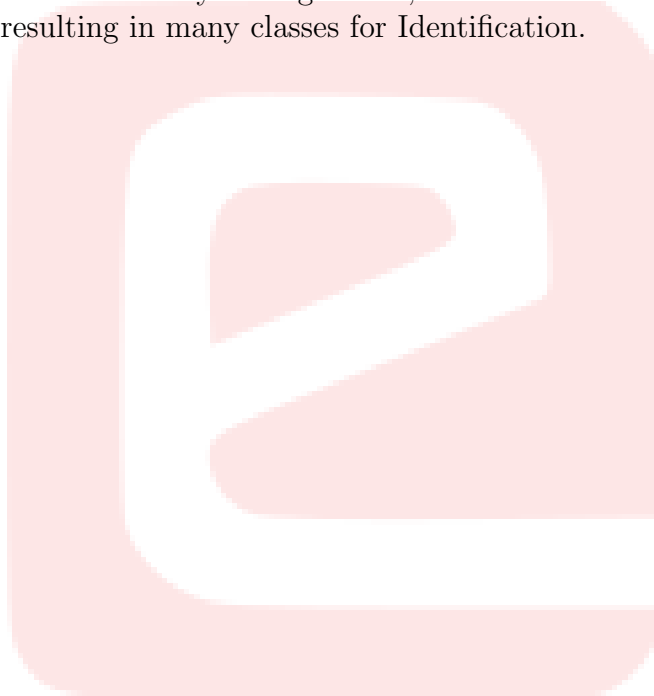 resulting in many classes for Identification.